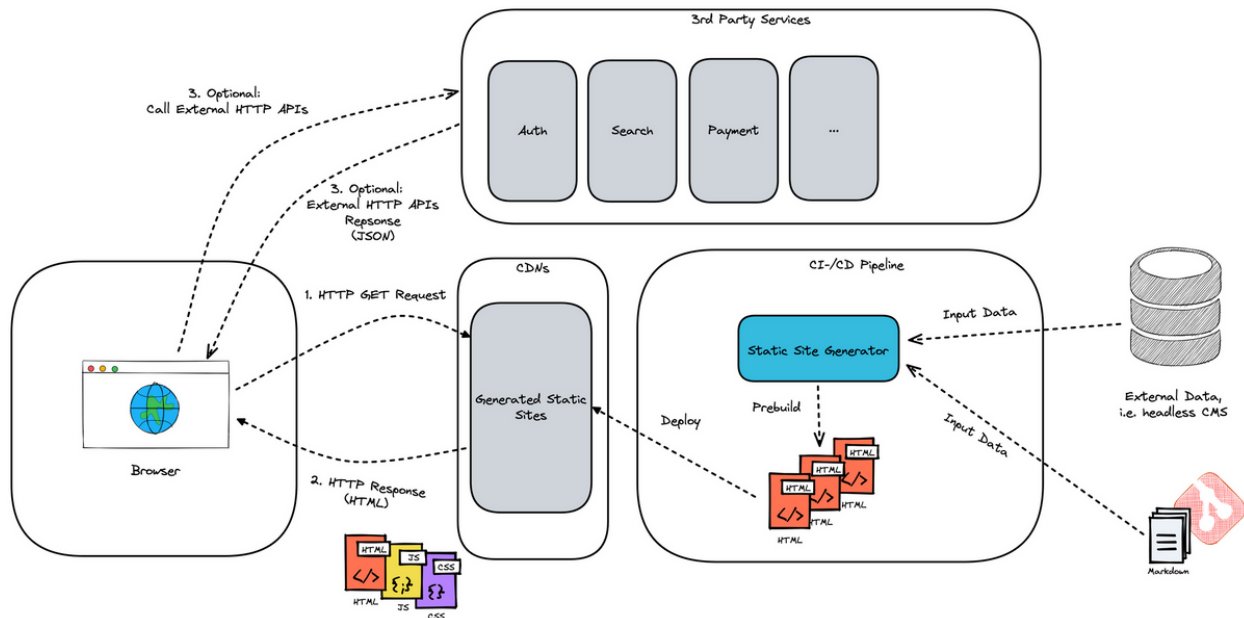 3rd Party Services
3. Optional:
Call External HTTP APIs
Auth
Search
Payment
...
3. Optional:
External HTTP APIs
Repsonse
(JSON)
CDNs
CI-/CD Pipeline
1. HTTP GET Request
Input Data
Static Site Generator
Generated Static
Sites
External Data,
i.e. headless CMS
Prebuild
Deploy
Input Data
Browser
2. HTTP Response
(HTML)
HTML
</>
HTML
HTML
</>
HTML
HTML
</>
HTML
Markdown
HTML
</>
HTML
JS
{;}
JS
CSS
{}
CSS